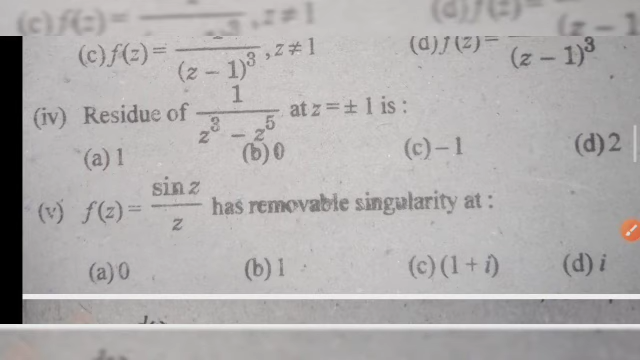 (c) f(z) = / (z – 1)³ , z ≠ 1 (d) f(z) = / (z – 1)³
(iv) Residue of 1 / z³ – z⁵ at z = ± 1 is :
(a) 1 (b) 0 (c) – 1 (d) 2
(v) f(z) = sin z / z has removable singularity at :
(a) 0 (b) 1 (c) (1 + i) (d) i